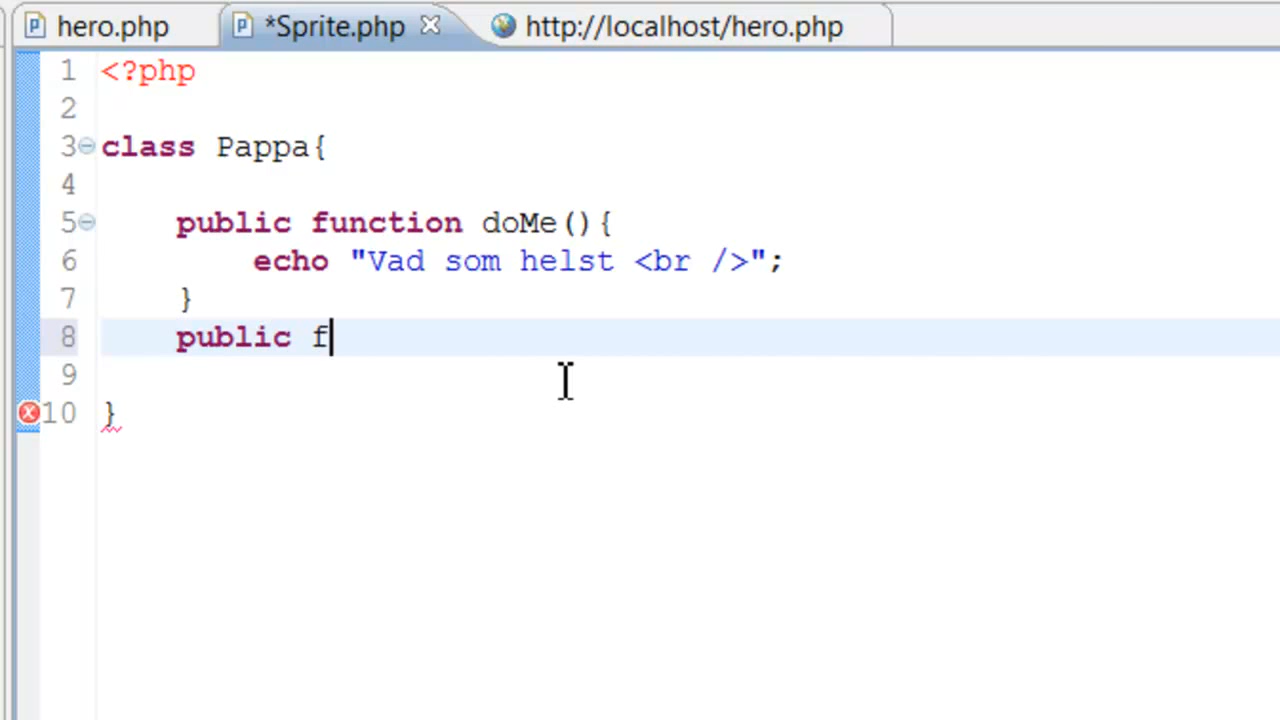 hero.php *Sprite.php http://localhost/hero.php
1 <?php
2
3 class Pappa{
4
5 public function doMe(){
6 echo "Vad som helst <br />";
7 }
8 public f
9
10 }